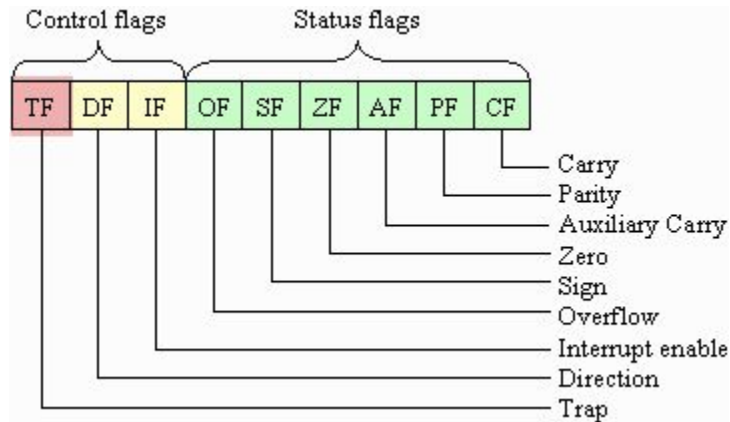 Control flags
Status flags
TF DF IF OF SF ZF AF PF CF
Carry
Parity
Auxiliary Carry
Zero
Sign
Overflow
Interrupt enable
Direction
Trap